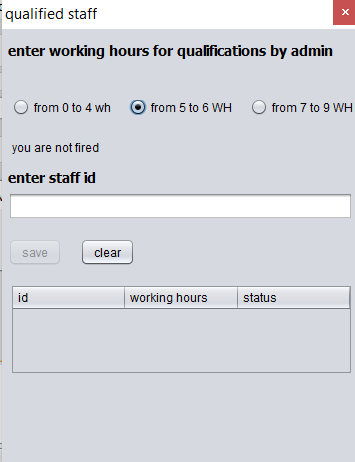 qualified staff
enter working hours for qualifications by admin
from 0 to 4 wh from 5 to 6 WH from 7 to 9 WH
you are not fired
enter staff id
save clear
id working hours status